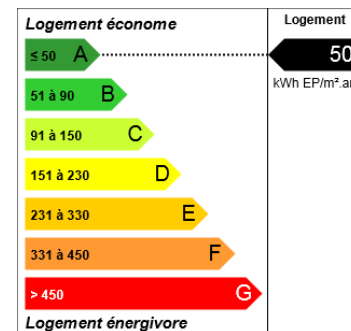 Logement économe
Logement
≤ 50 A
50
kWh EP/m².an
51 à 90 B
91 à 150 C
151 à 230 D
231 à 330 E
331 à 450 F
> 450 G
Logement énergivore